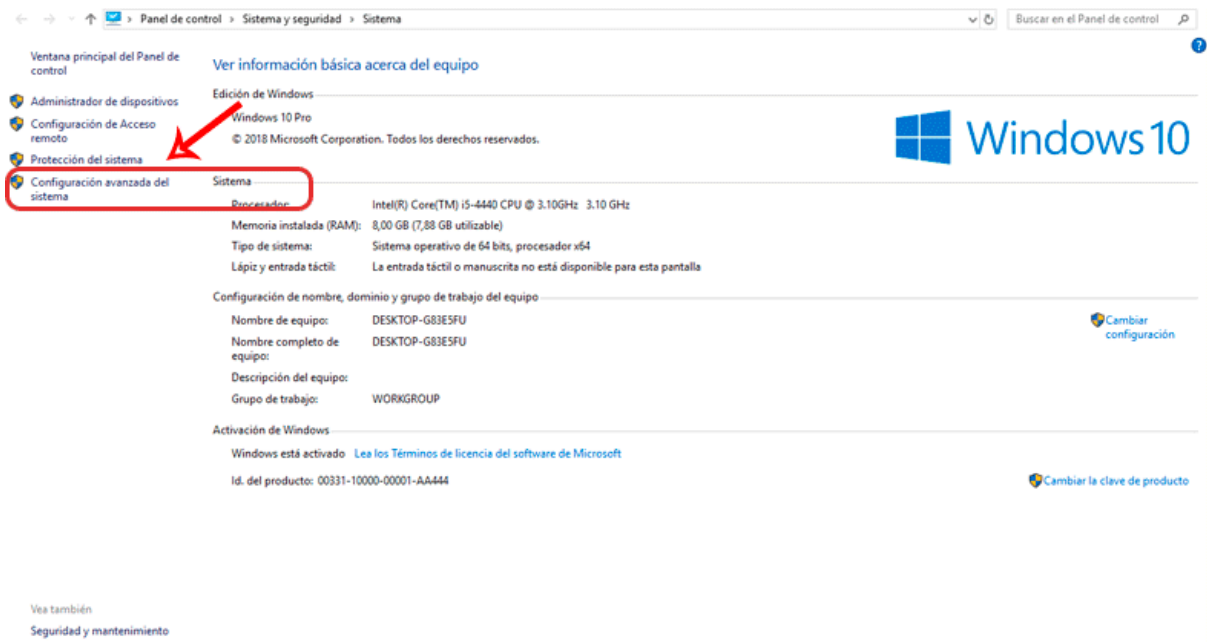 Panel de control › Sistema y seguridad › Sistema
Buscar en el Panel de control
?
Ventana principal del Panel de
control
Administrador de dispositivos
Configuración de Acceso
remoto
Protección del sistema
Configuración avanzada del
sistema
Ver información básica acerca del equipo
Edición de Windows
Windows 10 Pro
© 2018 Microsoft Corporation. Todos los derechos reservados.
Windows 10
Sistema
Procesador: Intel(R) Core(TM) i5-4440 CPU @ 3.10GHz 3.10 GHz
Memoria instalada (RAM): 8,00 GB (7,88 GB utilizable)
Tipo de sistema: Sistema operativo de 64 bits, procesador x64
Lápiz y entrada táctil: La entrada táctil o manuscrita no está disponible para esta pantalla
Configuración de nombre, dominio y grupo de trabajo del equipo
Nombre de equipo: DESKTOP-G83E5FU
Cambiar
configuración
Nombre completo de
equipo: DESKTOP-G83E5FU
Descripción del equipo:
Grupo de trabajo: WORKGROUP
Activación de Windows
Windows está activado Lea los Términos de licencia del software de Microsoft
Id. del producto: 00331-10000-00001-AA444
Cambiar la clave de producto
Vea también
Seguridad y mantenimiento